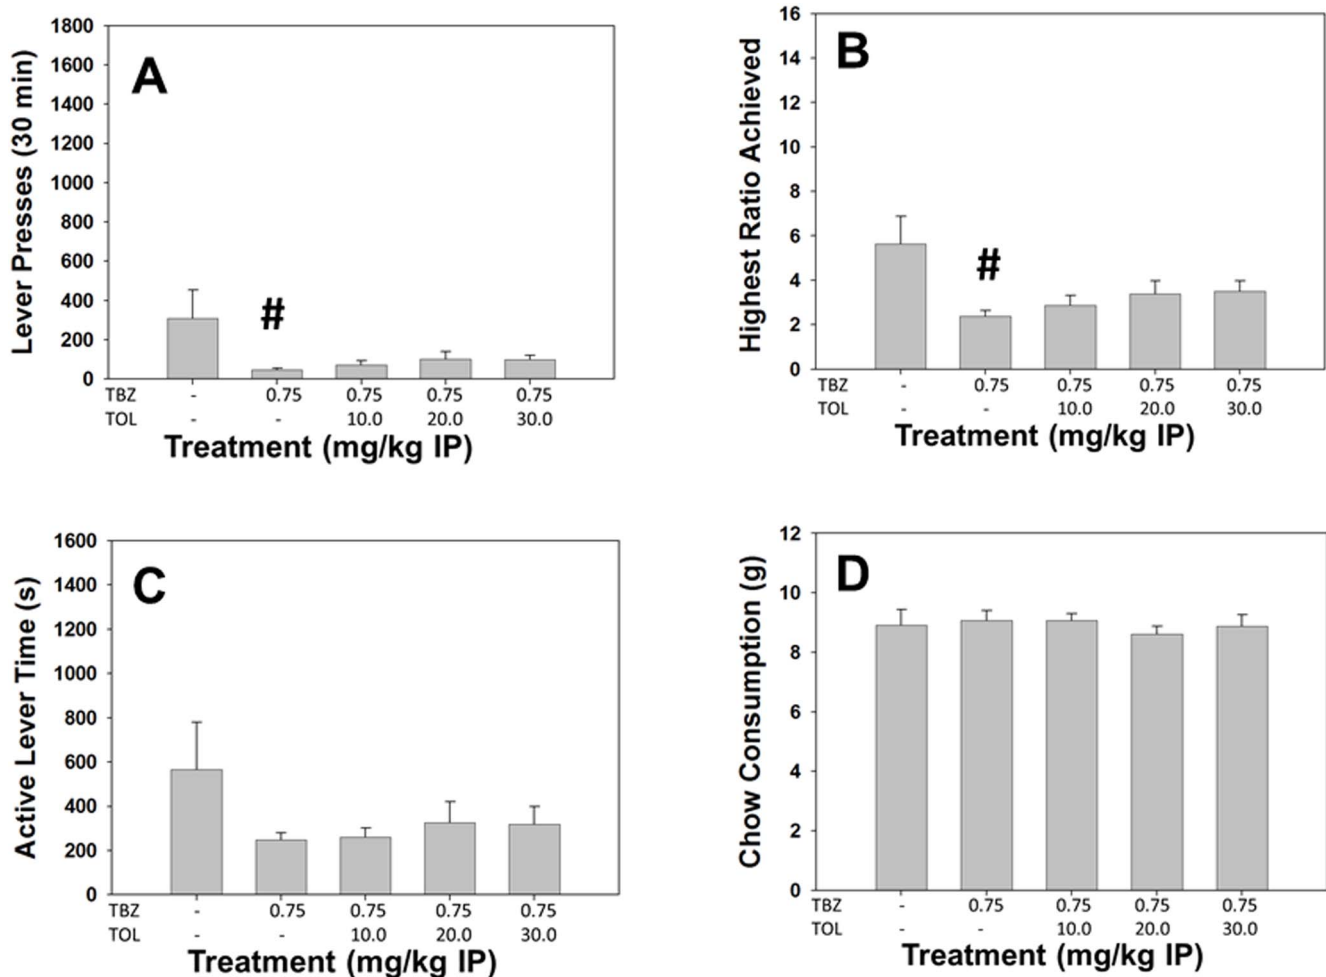 A
Lever Presses (30 min)
1800
1600
1400
1200
1000
800
600
400
200
0
#
TBZ - 0.75 0.75 0.75 0.75
TOL - - 10.0 20.0 30.0
Treatment (mg/kg IP)
B
Highest Ratio Achieved
16
14
12
10
8
6
4
2
0
#
TBZ - 0.75 0.75 0.75 0.75
TOL - - 10.0 20.0 30.0
Treatment (mg/kg IP)
C
Active Lever Time (s)
1600
1400
1200
1000
800
600
400
200
0
TBZ - 0.75 0.75 0.75 0.75
TOL - - 10.0 20.0 30.0
Treatment (mg/kg IP)
D
Chow Consumption (g)
12
10
8
6
4
2
0
TBZ - 0.75 0.75 0.75 0.75
TOL - - 10.0 20.0 30.0
Treatment (mg/kg IP)